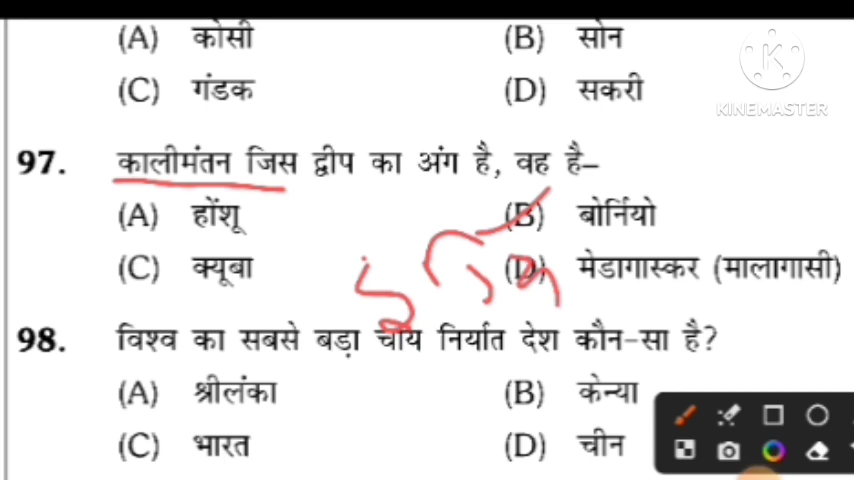 (A) कोसी (B) सोन
(C) गंडक (D) सकरी
KINEMASTER
97. कालीमंतन जिस द्वीप का अंग है, वह है–
(A) होंशू (B) बोर्नियो
(C) क्यूबा (D) मेडागास्कर (मालागासी)
98. विश्व का सबसे बड़ा चाय निर्यात देश कौन-सा है?
(A) श्रीलंका (B) केन्या
(C) भारत (D) चीन